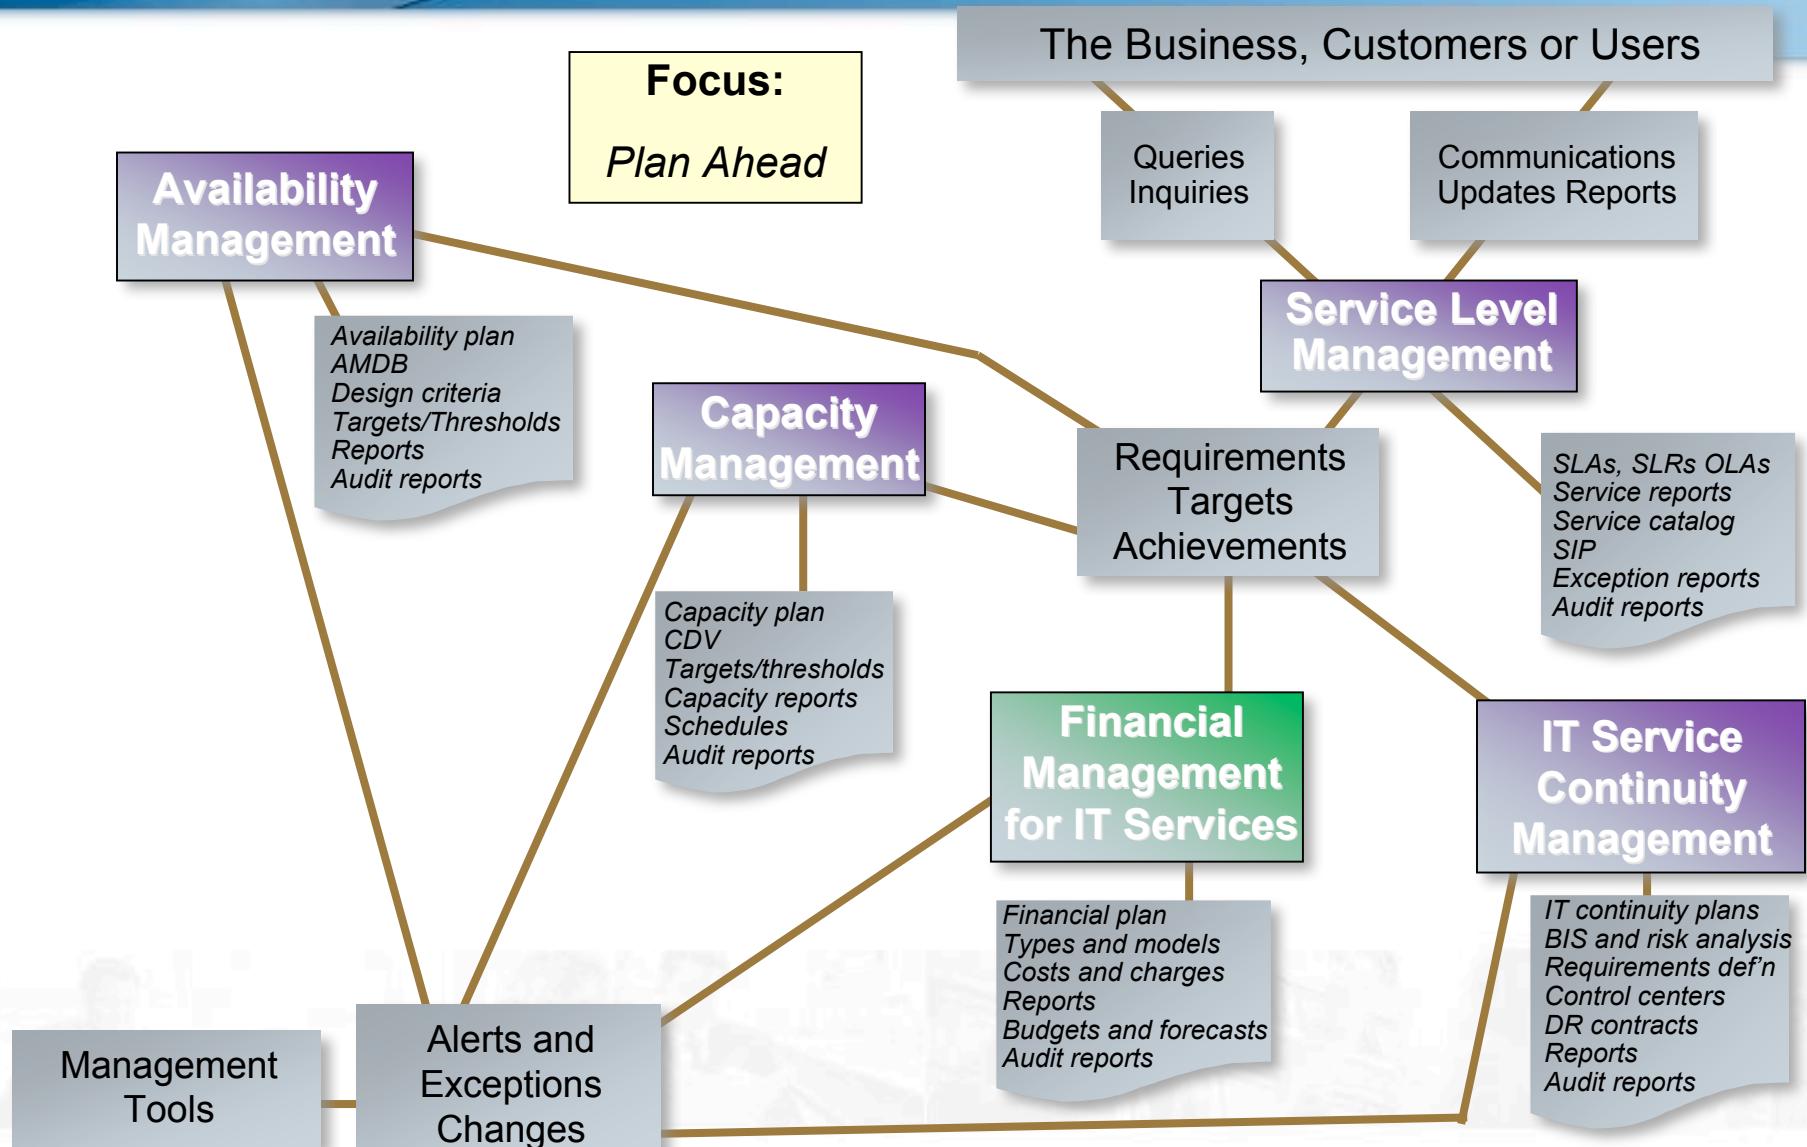 The Business, Customers or Users
Focus:
Plan Ahead
Queries
Inquiries
Communications
Updates Reports
Availability
Management
Service Level
Management
Availability plan
AMDB
Design criteria
Targets/Thresholds
Reports
Audit reports
Capacity
Management
Requirements
Targets
Achievements
SLAs, SLRs OLAs
Service reports
Service catalog
SIP
Exception reports
Audit reports
Capacity plan
CDV
Targets/thresholds
Capacity reports
Schedules
Audit reports
Financial
Management
for IT Services
IT Service
Continuity
Management
Financial plan
Types and models
Costs and charges
Reports
Budgets and forecasts
Audit reports
IT continuity plans
BIS and risk analysis
Requirements def’n
Control centers
DR contracts
Reports
Audit reports
Management
Tools
Alerts and
Exceptions
Changes